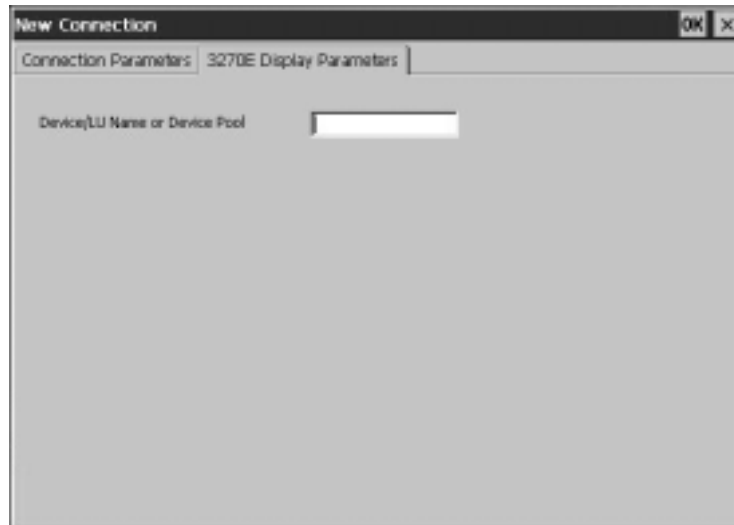 New Connection OK ×
Connection Parameters 3270E Display Parameters
Device/LU Name or Device Pool